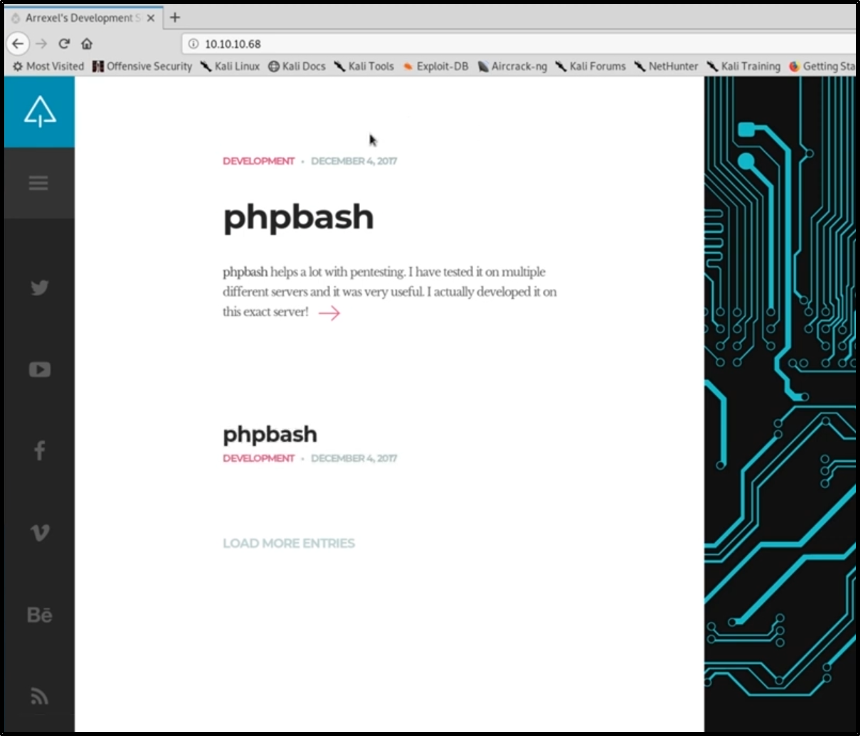 Arrexel's Development S
10.10.10.68
Most Visited Offensive Security Kali Linux Kali Docs Kali Tools Exploit-DB Aircrack-ng Kali Forums NetHunter Kali Training Getting Sta
DEVELOPMENT • DECEMBER 4, 2017
phpbash
phpbash helps a lot with pentesting. I have tested it on multiple
different servers and it was very useful. I actually developed it on
this exact server!
phpbash
DEVELOPMENT • DECEMBER 4, 2017
LOAD MORE ENTRIES
Bē